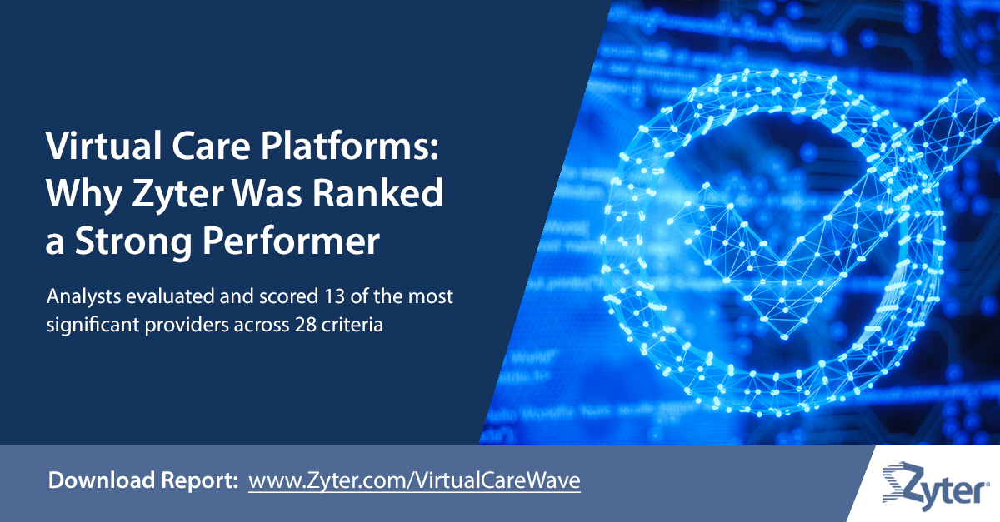 Virtual Care Platforms:
Why Zyter Was Ranked
a Strong Performer
Analysts evaluated and scored 13 of the most
significant providers across 28 criteria
Download Report: www.Zyter.com/VirtualCareWave
Zyter®